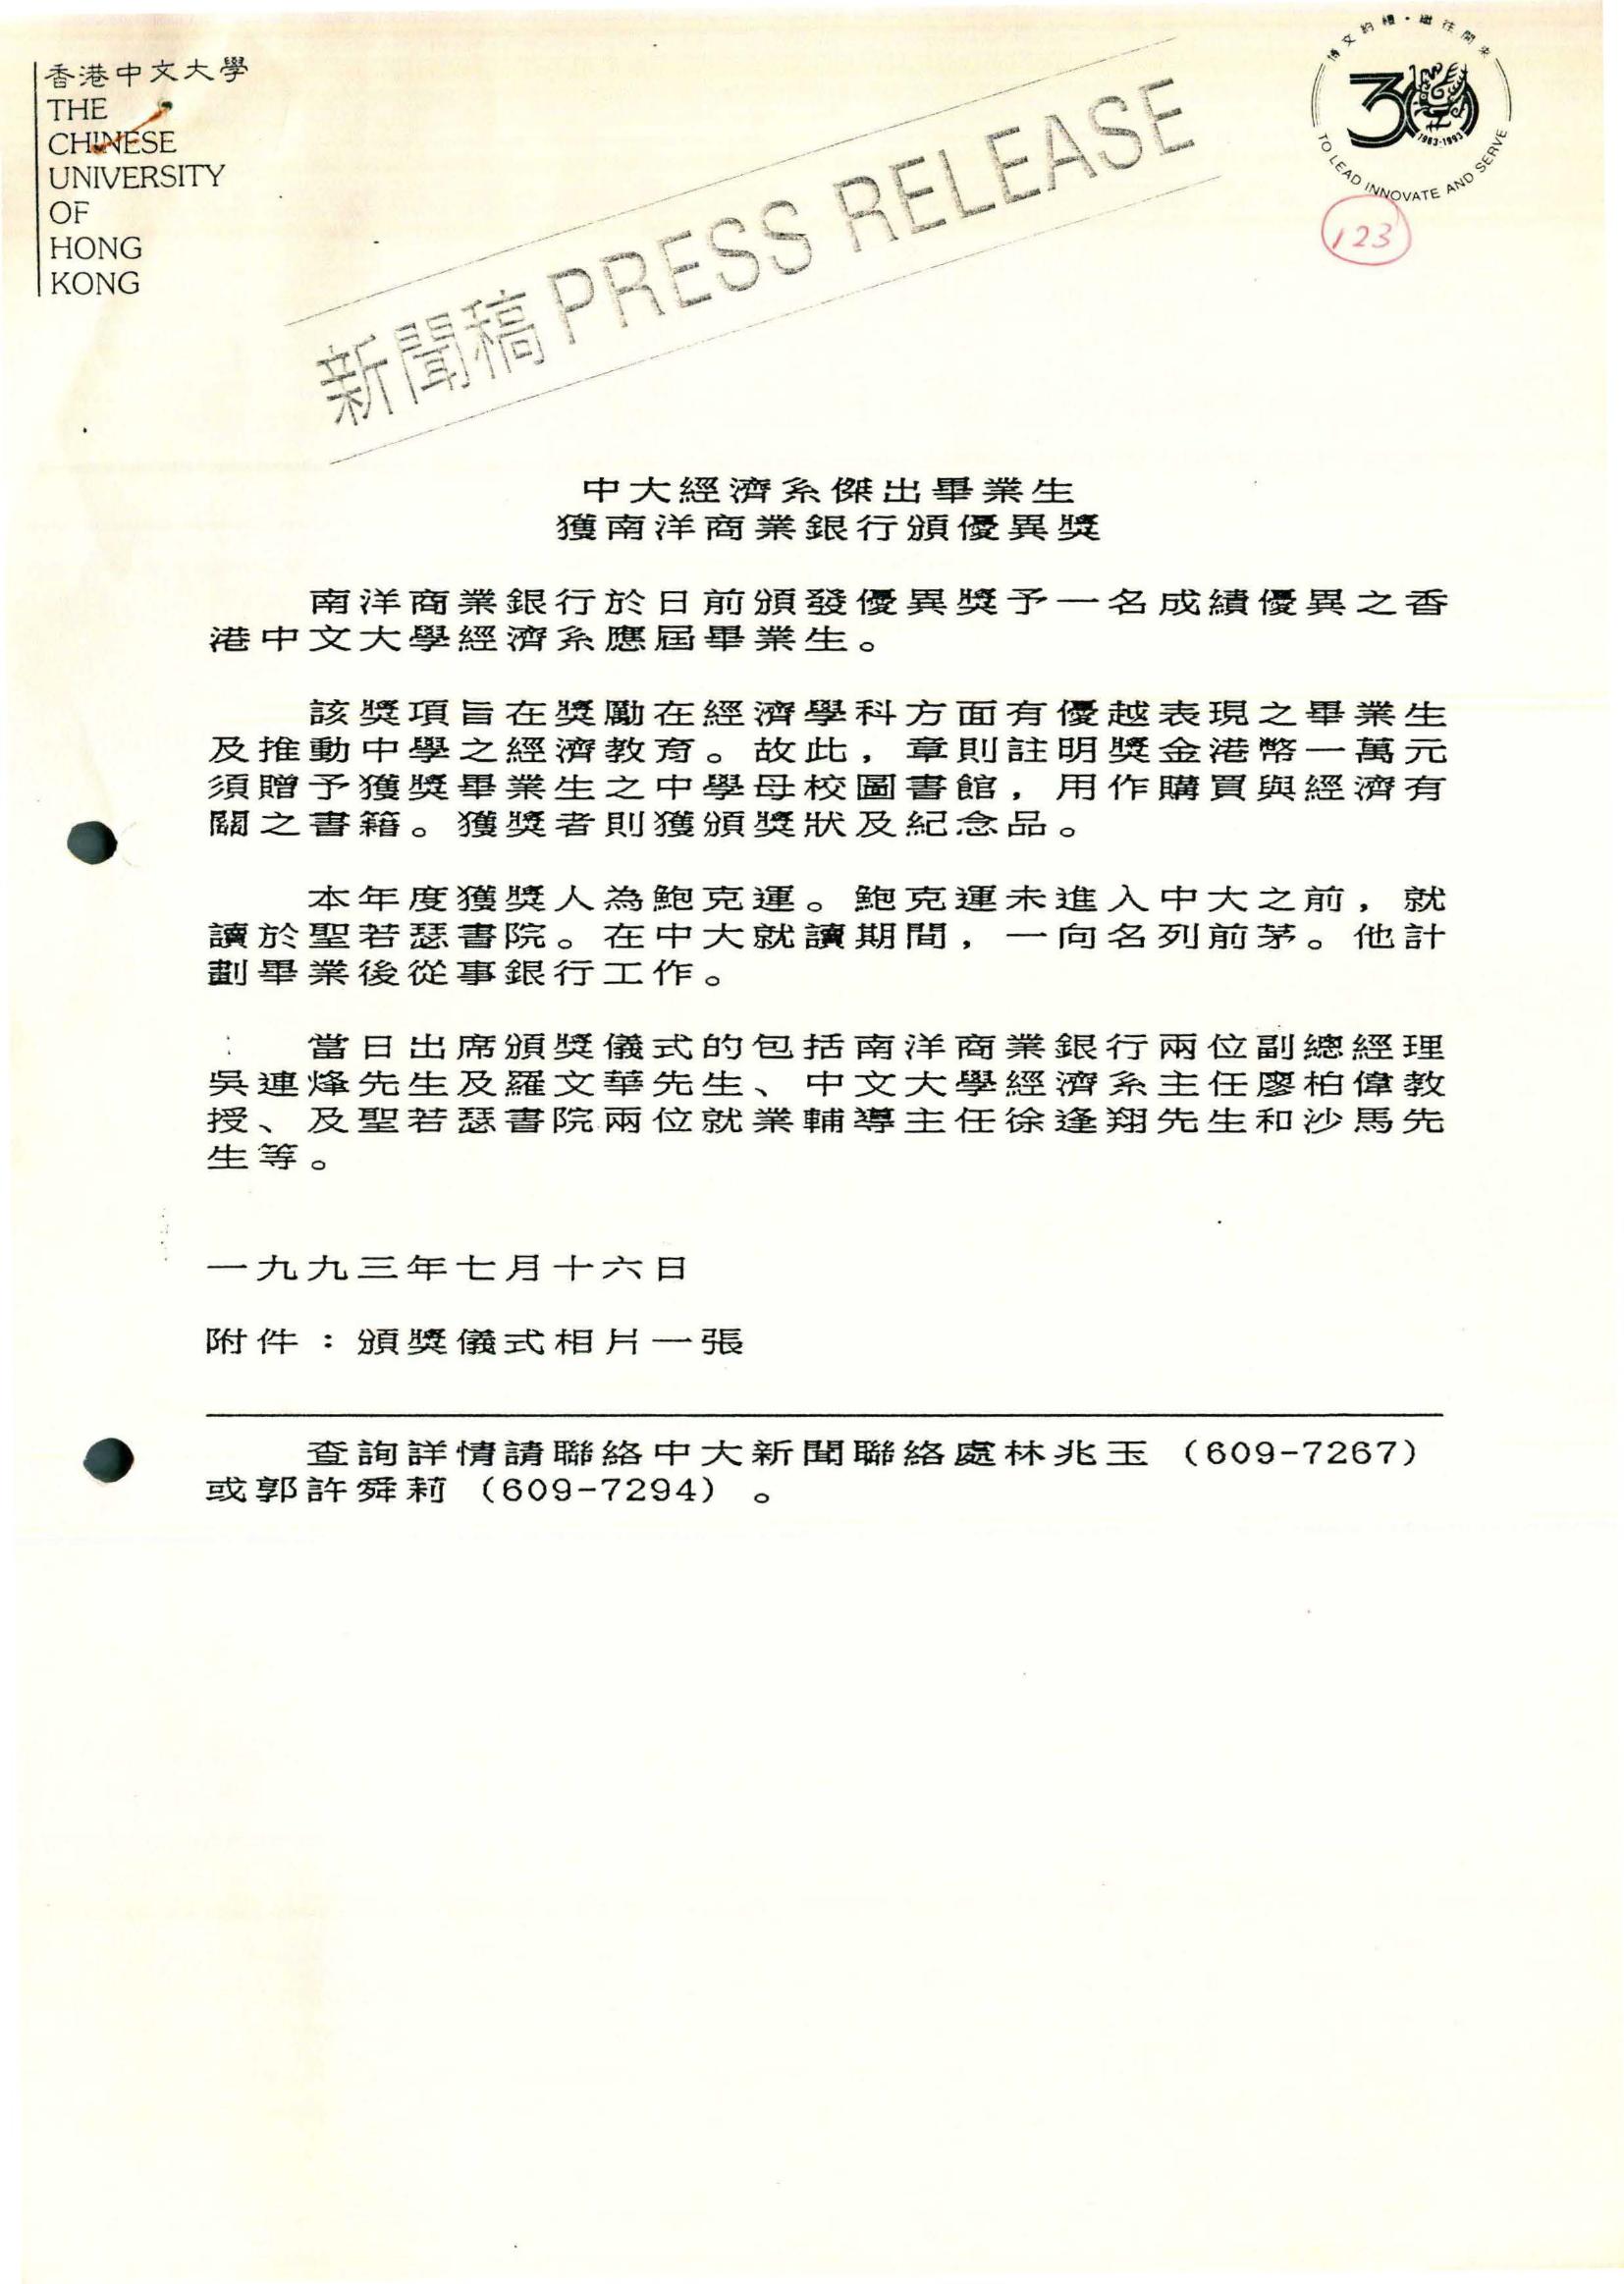 香港中文大學
THE
CHINESE
UNIVERSITY
OF
HONG
KONG
博文約禮·繼往開來
30
1963-1993
TO LEAD INNOVATE AND SERVE
123
新聞稿 PRESS RELEASE
中大經濟系傑出畢業生
獲南洋商業銀行頒優異獎
南洋商業銀行於日前頒發優異獎予一名成績優異之香
港中文大學經濟系應屆畢業生。
該獎項旨在獎勵在經濟學科方面有優越表現之畢業生
及推動中學之經濟教育。故此，章則註明獎金港幣一萬元
須贈予獲獎畢業生之中學母校圖書館，用作購買與經濟有
關之書籍。獲獎者則獲頒獎狀及紀念品。
本年度獲獎人為鮑克運。鮑克運未進入中大之前，就
讀於聖若瑟書院。在中大就讀期間，一向名列前茅。他計
劃畢業後從事銀行工作。
當日出席頒獎儀式的包括南洋商業銀行兩位副總經理
吳連烽先生及羅文華先生、中文大學經濟系主任廖柏偉教
授、及聖若瑟書院兩位就業輔導主任徐逢翔先生和沙馬先
生等。
一九九三年七月十六日
附件：頒獎儀式相片一張
查詢詳情請聯絡中大新聞聯絡處林兆玉（609-7267）
或郭許舜莉（609-7294）。